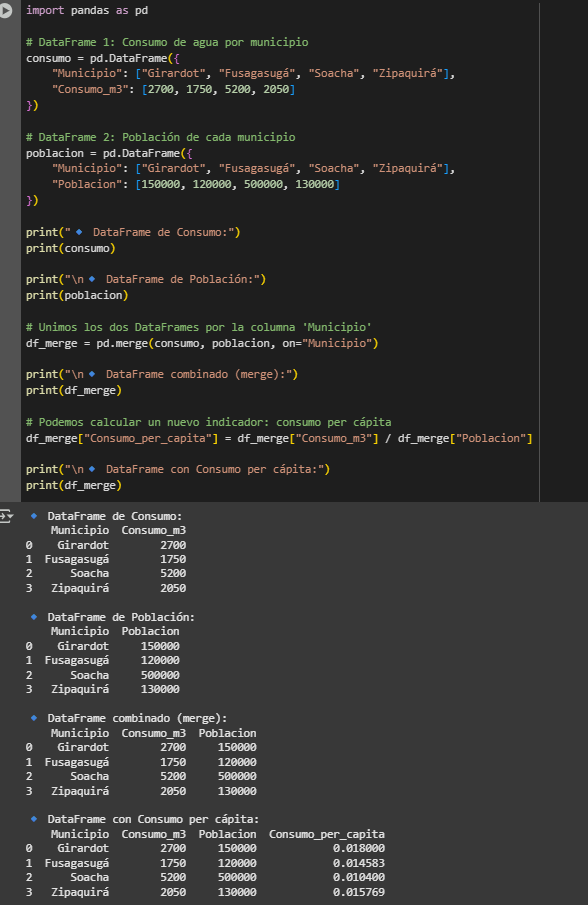 import pandas as pd
# DataFrame 1: Consumo de agua por municipio
consumo = pd.DataFrame({
    "Municipio": ["Girardot", "Fusagasugá", "Soacha", "Zipaquirá"],
    "Consumo_m3": [2700, 1750, 5200, 2050]
})
# DataFrame 2: Población de cada municipio
poblacion = pd.DataFrame({
    "Municipio": ["Girardot", "Fusagasugá", "Soacha", "Zipaquirá"],
    "Poblacion": [150000, 120000, 500000, 130000]
})
print("🔹 DataFrame de Consumo:")
print(consumo)
print("\n🔹 DataFrame de Población:")
print(poblacion)
# Unimos los dos DataFrames por la columna 'Municipio'
df_merge = pd.merge(consumo, poblacion, on="Municipio")
print("\n🔹 DataFrame combinado (merge):")
print(df_merge)
# Podemos calcular un nuevo indicador: consumo per cápita
df_merge["Consumo_per_capita"] = df_merge["Consumo_m3"] / df_merge["Poblacion"]
print("\n🔹 DataFrame con Consumo per cápita:")
print(df_merge)
🔹 DataFrame de Consumo:
    Municipio  Consumo_m3
0    Girardot        2700
1  Fusagasugá        1750
2      Soacha        5200
3   Zipaquirá        2050
🔹 DataFrame de Población:
    Municipio  Poblacion
0    Girardot     150000
1  Fusagasugá     120000
2      Soacha     500000
3   Zipaquirá     130000
🔹 DataFrame combinado (merge):
    Municipio  Consumo_m3  Poblacion
0    Girardot        2700     150000
1  Fusagasugá        1750     120000
2      Soacha        5200     500000
3   Zipaquirá        2050     130000
🔹 DataFrame con Consumo per cápita:
    Municipio  Consumo_m3  Poblacion  Consumo_per_capita
0    Girardot        2700     150000            0.018000
1  Fusagasugá        1750     120000            0.014583
2      Soacha        5200     500000            0.010400
3   Zipaquirá        2050     130000            0.015769